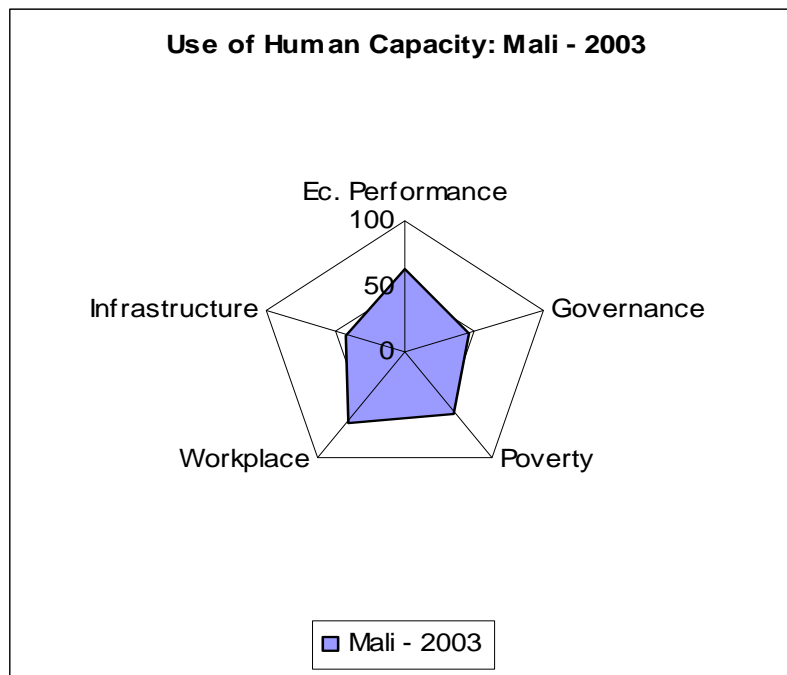 Use of Human Capacity: Mali - 2003
Ec. Performance
100
50
Infrastructure
Governance
0
Workplace
Poverty
Mali - 2003